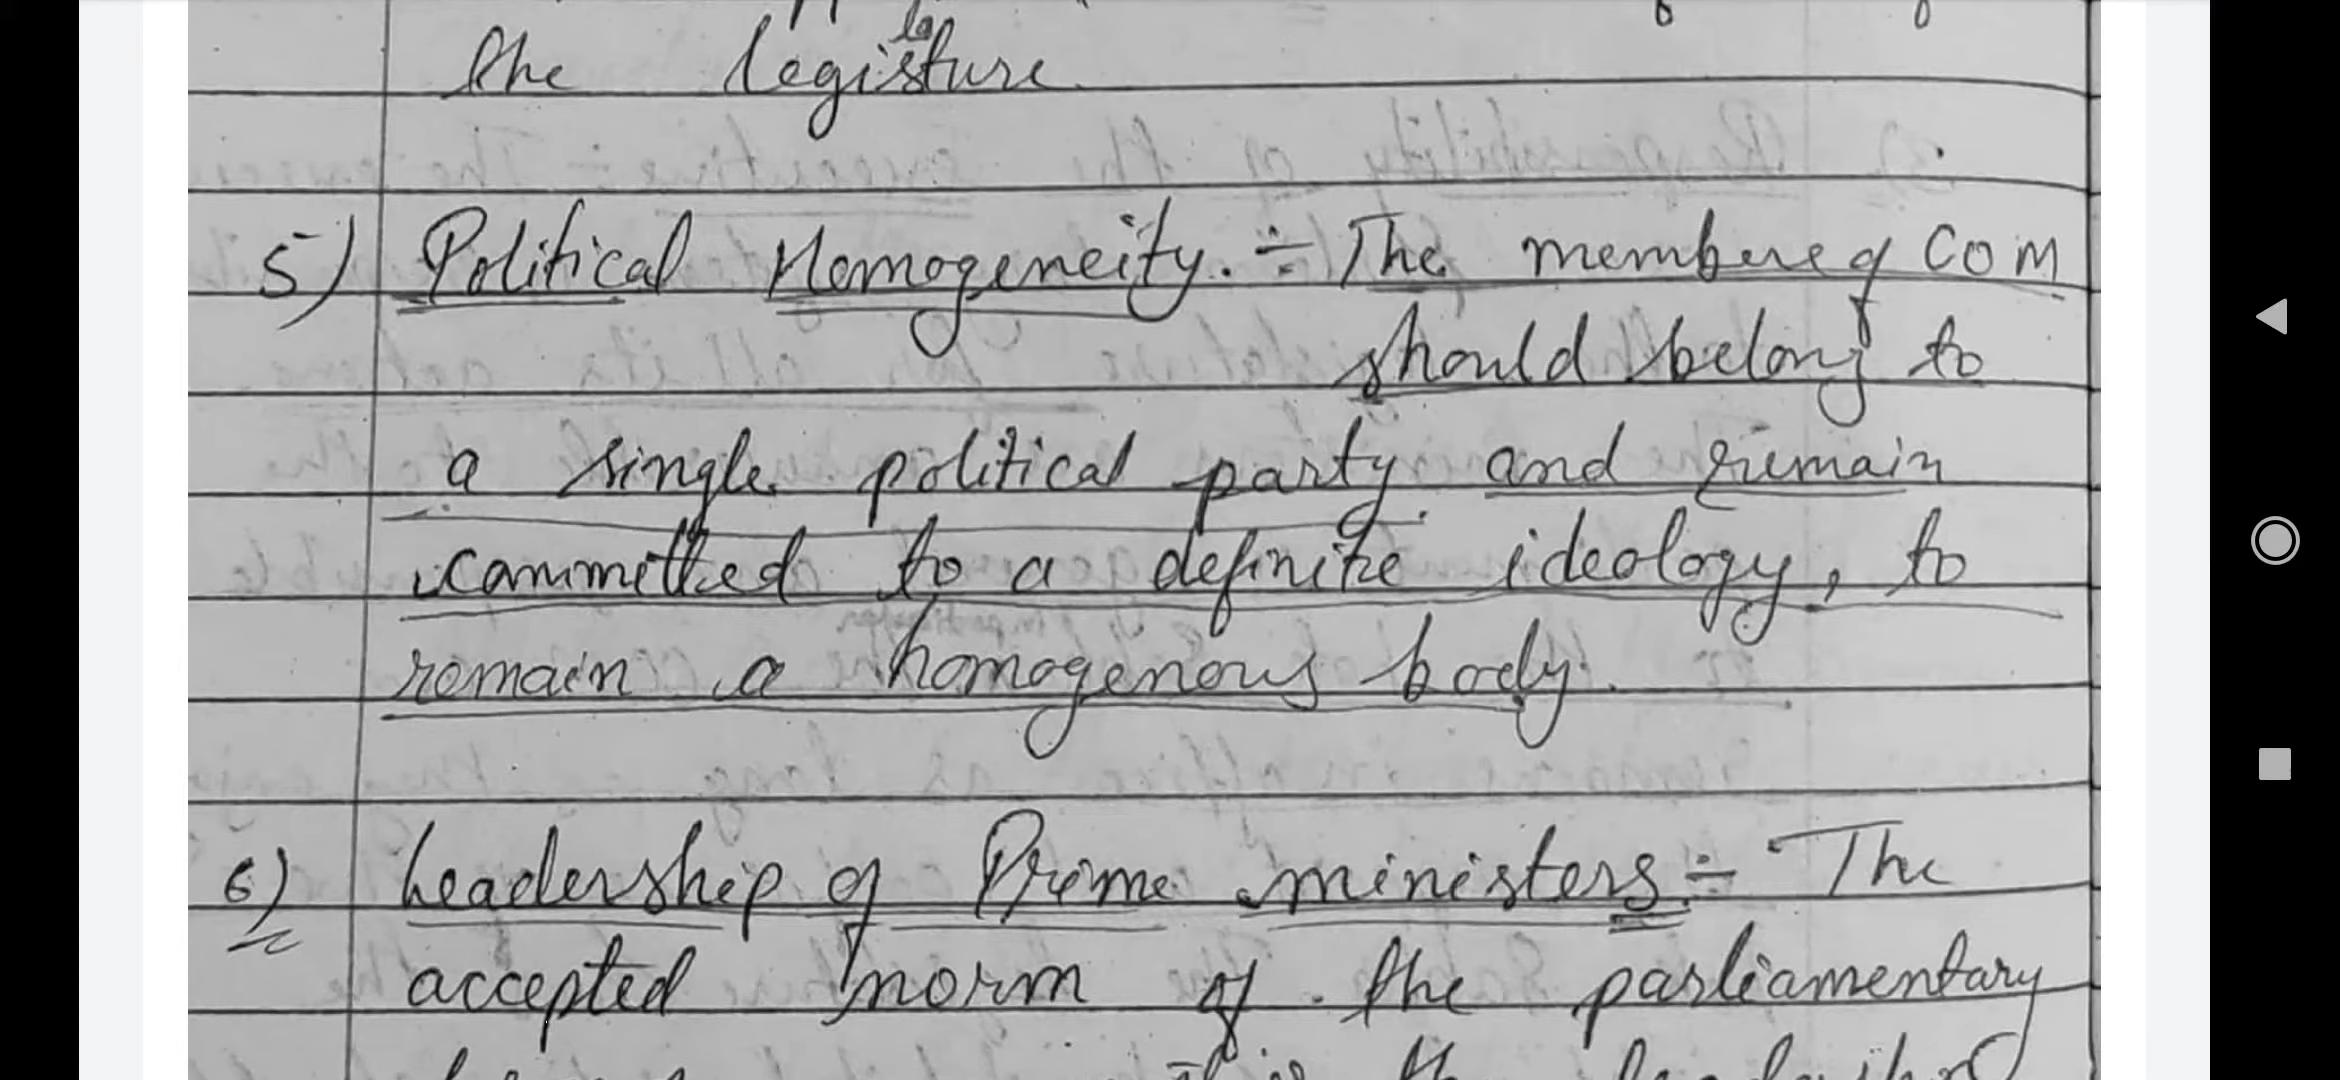 the legislature.
5) Political Homogeneity. ÷ The members of COM
should belong to
a single political party and remain
committed to a definite ideology, to
remain a homogenous body.
6) Leadership of Prime ministers ÷ The
accepted norm of the parliamentary